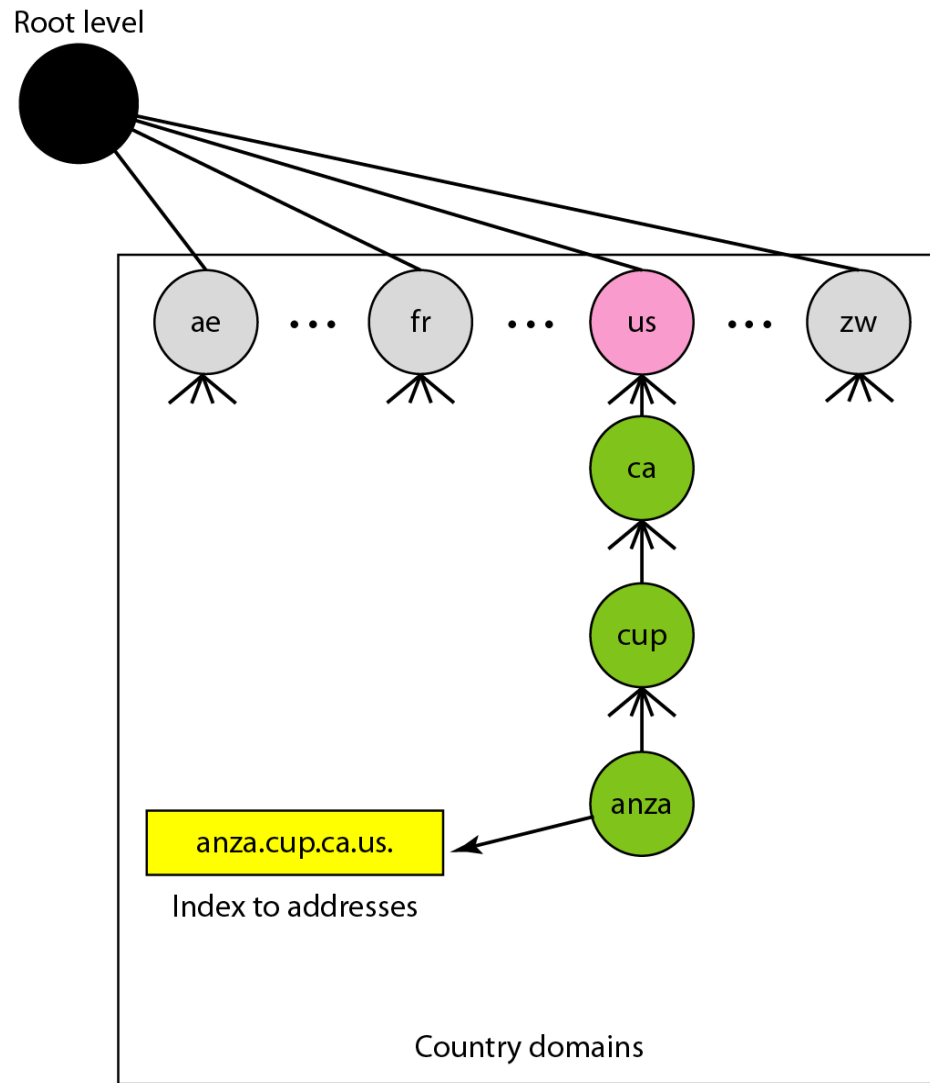 Root level
ae ••• fr ••• us ••• zw
ca
cup
anza
anza.cup.ca.us.
Index to addresses
Country domains